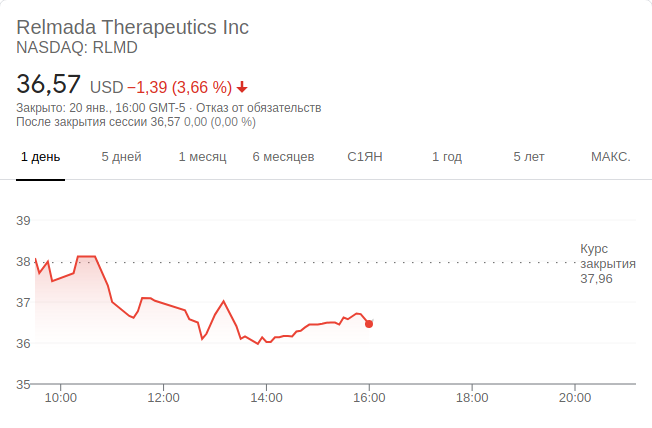 Relmada Therapeutics Inc
NASDAQ: RLMD
36,57 USD −1,39 (3,66 %)
Закрыто: 20 янв., 16:00 GMT-5 · Отказ от обязательств
После закрытия сессии 36,57 0,00 (0,00 %)
1 день 5 дней 1 месяц 6 месяцев С1ЯН 1 год 5 лет МАКС.
39
38
37
36
35
Курс
закрытия
37,96
10:00 12:00 14:00 16:00 18:00 20:00